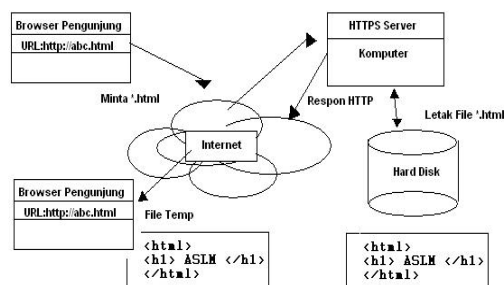 Browser Pengunjung
URL:http://abc.html
HTTPS Server
Komputer
Minta *.html
Respon HTTP
Letak File *.html
Internet
Hard Disk
Browser Pengunjung
URL:http://abc.html
File Temp
<html>
<h1> ASLM </h1>
</html>
<html>
<h1> ASLM </h1>
</html>